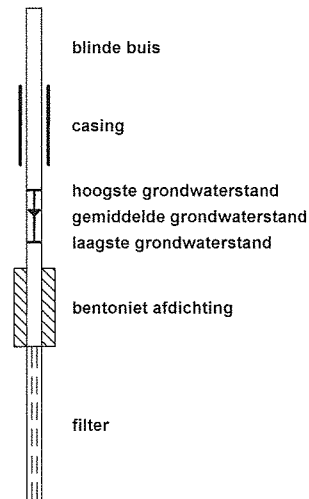 blinde buis
casing
hoogste grondwaterstand
gemiddelde grondwaterstand
laagste grondwaterstand
bentoniet afdichting
filter